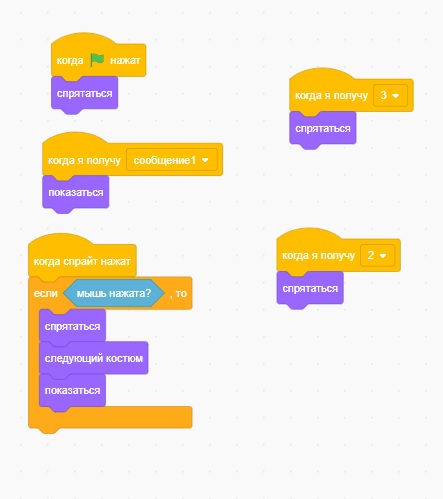 когда нажат
спрятаться
когда я получу сообщение1
показаться
когда спрайт нажат
если мышь нажата? , то
спрятаться
следующий костюм
показаться
когда я получу 3
спрятаться
когда я получу 2
спрятаться